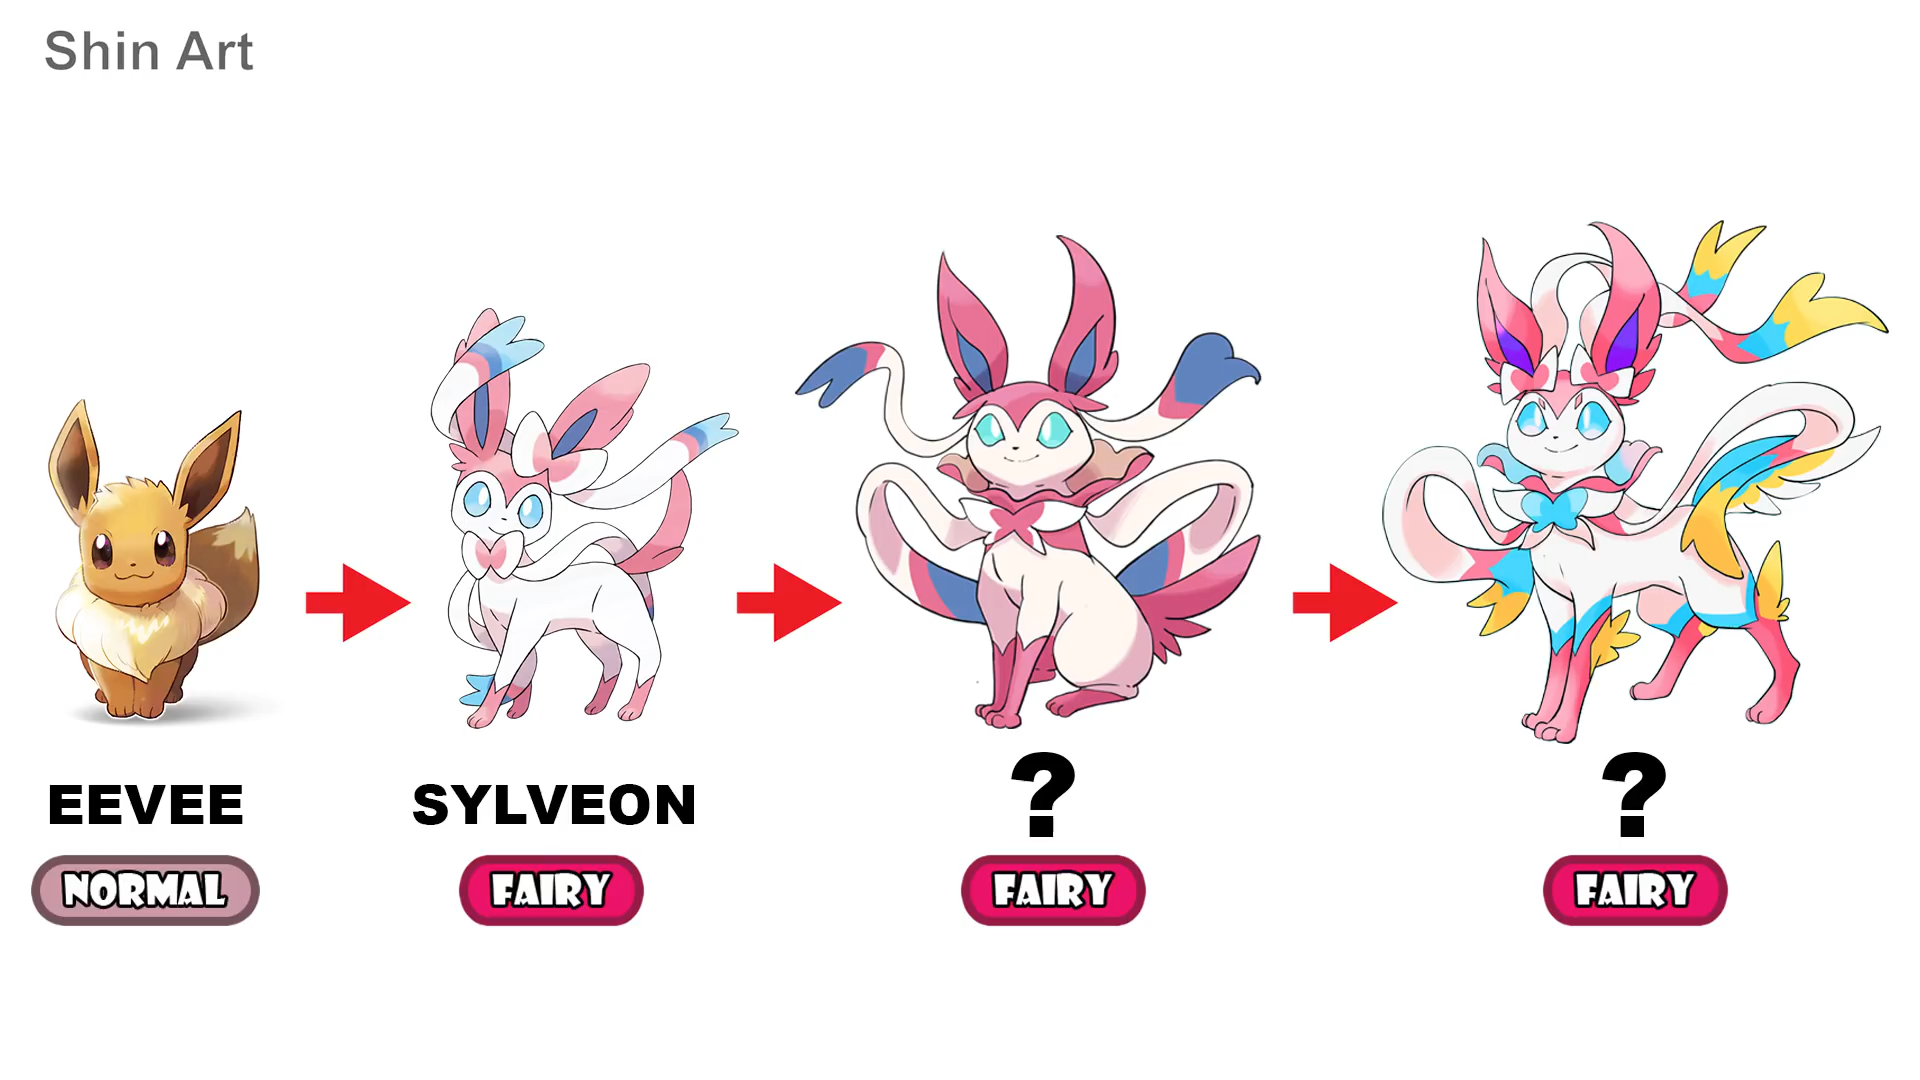 Shin Art
EEVEE
SYLVEON
?
?
NORMAL
FAIRY
FAIRY
FAIRY